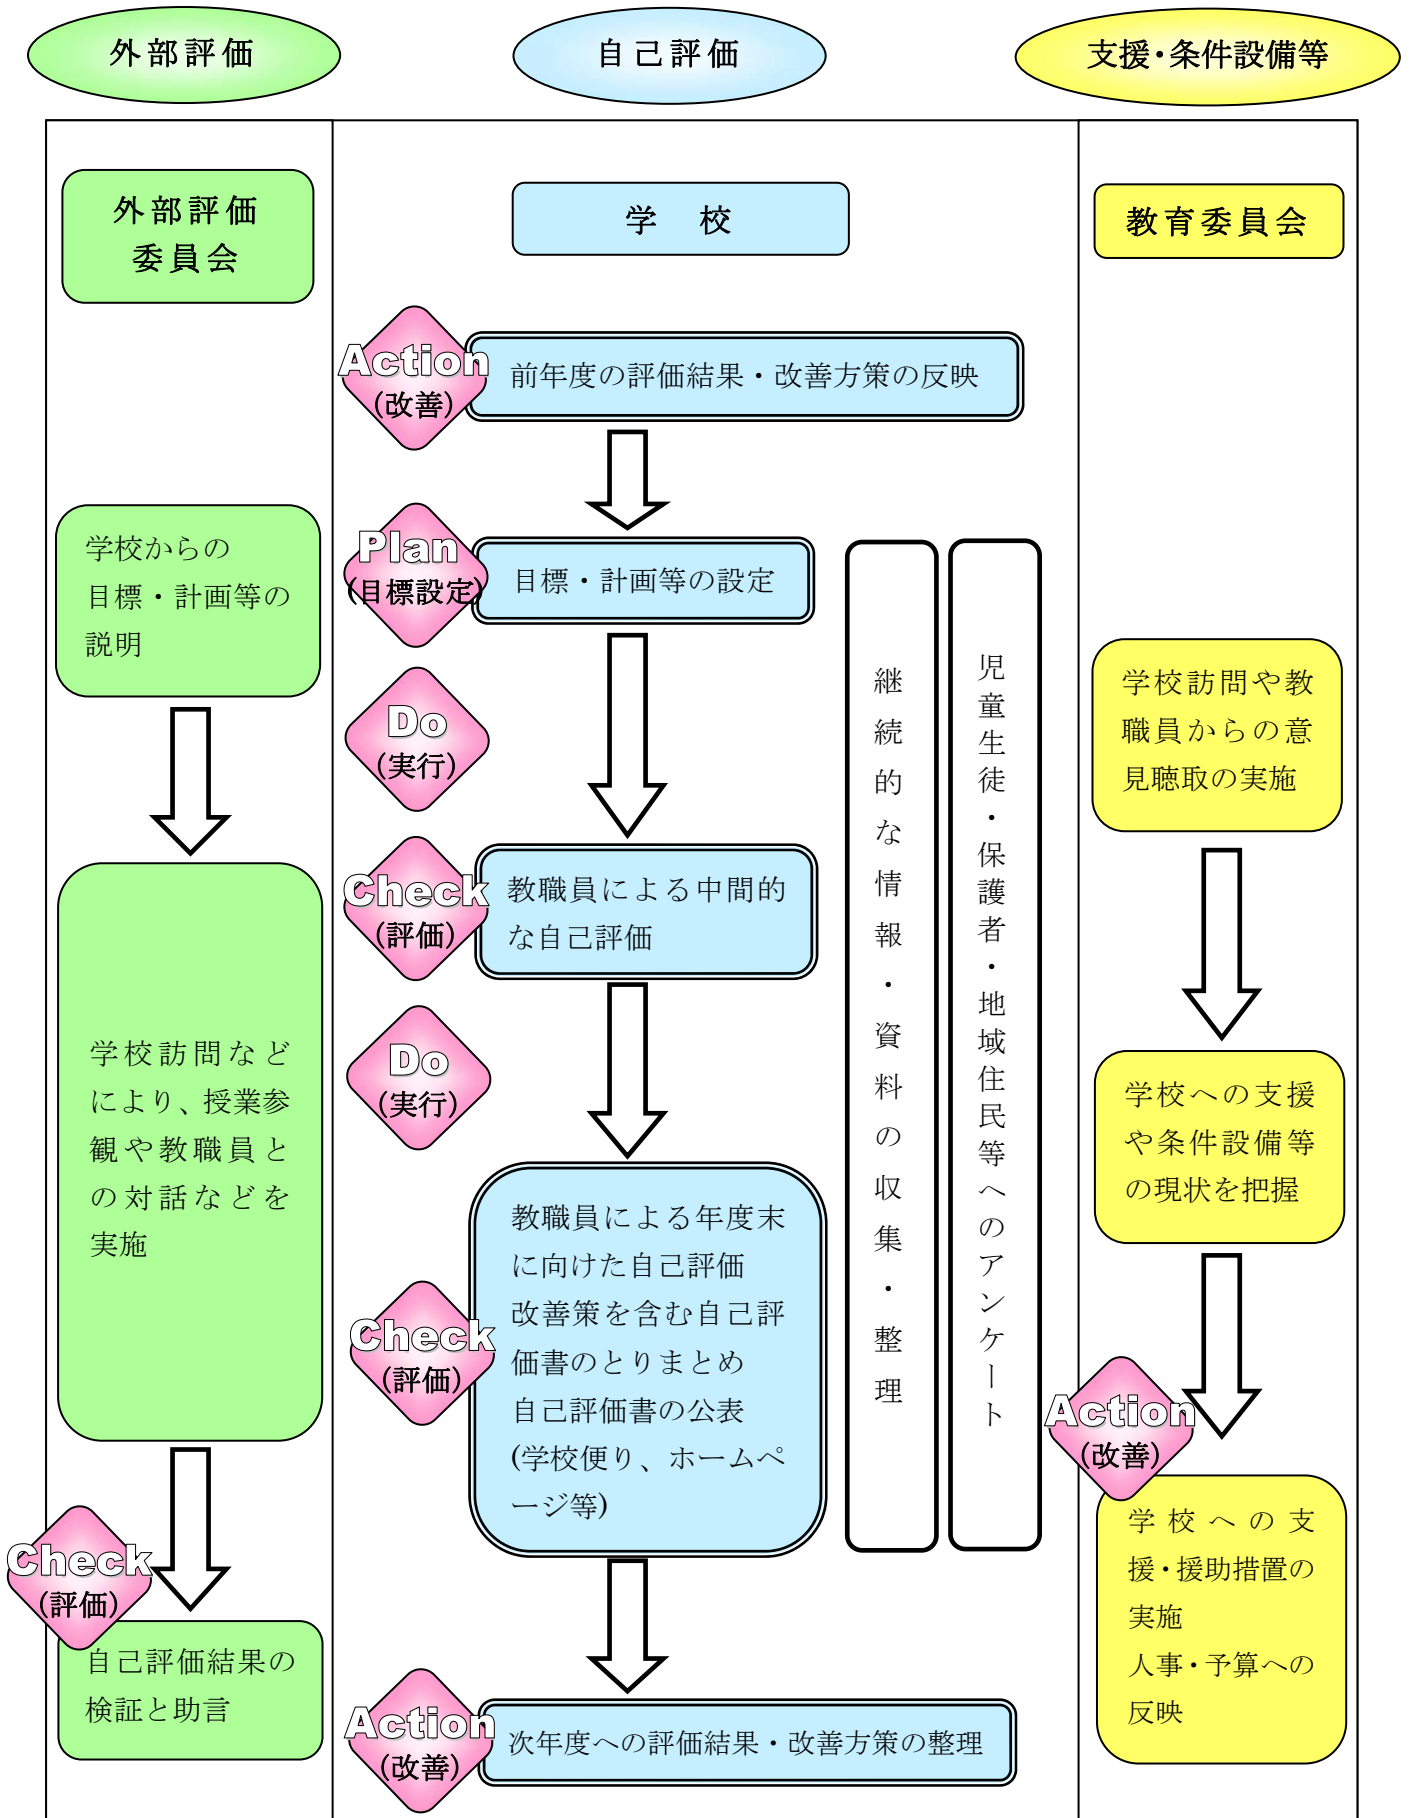 外部評価
自己評価
支援・条件設備等
外部評価
委員会
学　校
教育委員会
Action
(改善)
前年度の評価結果・改善方策の反映
学校からの
目標・計画等の
説明
Plan
(目標設定)
目標・計画等の設定
Do
(実行)
Check
(評価)
教職員による中間的
な自己評価
Do
(実行)
Check
(評価)
教職員による年度末
に向けた自己評価
改善策を含む自己評
価書のとりまとめ
自己評価書の公表
(学校便り、ホームペ
ージ等)
継続的な情報・資料の収集・整理
児童生徒・保護者・地域住民等へのアンケート
学校訪問や教
職員からの意
見聴取の実施
学校訪問など
により、授業参
観や教職員と
の対話などを
実施
学校への支援
や条件設備等
の現状を把握
Action
(改善)
学校への支
援・援助措置の
実施
人事・予算への
反映
Check
(評価)
自己評価結果の
検証と助言
Action
(改善)
次年度への評価結果・改善方策の整理